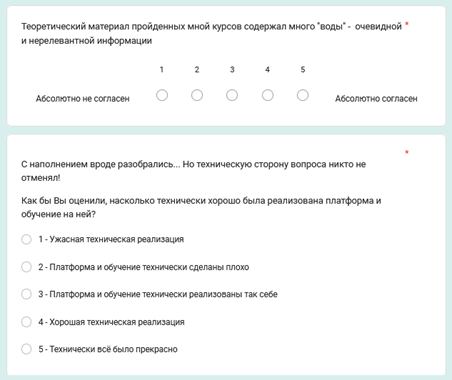 Теоретический материал пройденных мной курсов содержал много "воды" - очевидной *
и нерелевантной информации
1 2 3 4 5
Абсолютно не согласен Абсолютно согласен
*
С наполнением вроде разобрались... Но техническую сторону вопроса никто не
отменял!
Как бы Вы оценили, насколько технически хорошо была реализована платформа и
обучение на ней?
1 - Ужасная техническая реализация
2 - Платформа и обучение технически сделаны плохо
3 - Платформа и обучение технически реализованы так себе
4 - Хорошая техническая реализация
5 - Технически всё было прекрасно